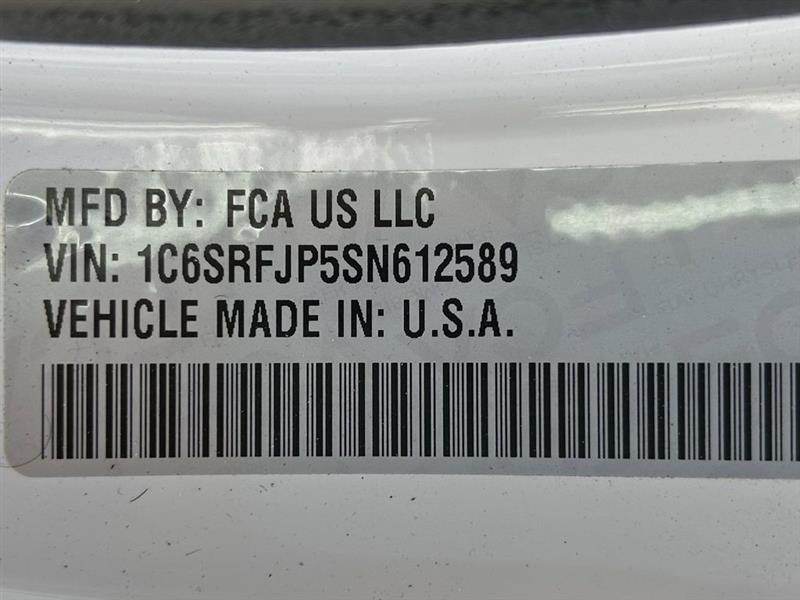 MFD BY: FCA US LLC
VIN: 1C6SRFJP5SN612589
VEHICLE MADE IN: U.S.A.